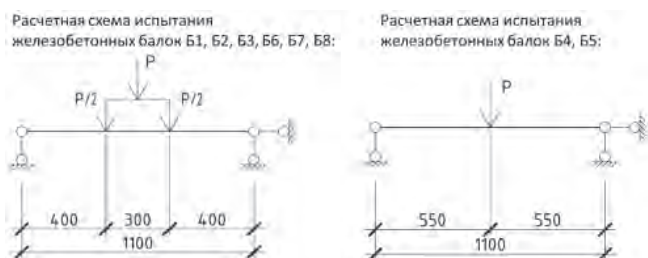 Расчетная схема испытания
железобетонных балок Б1, Б2, Б3, Б6, Б7, Б8:
P
P/2 P/2
400 300 400
1100
Расчетная схема испытания
железобетонных балок Б4, Б5:
P
550 550
1100